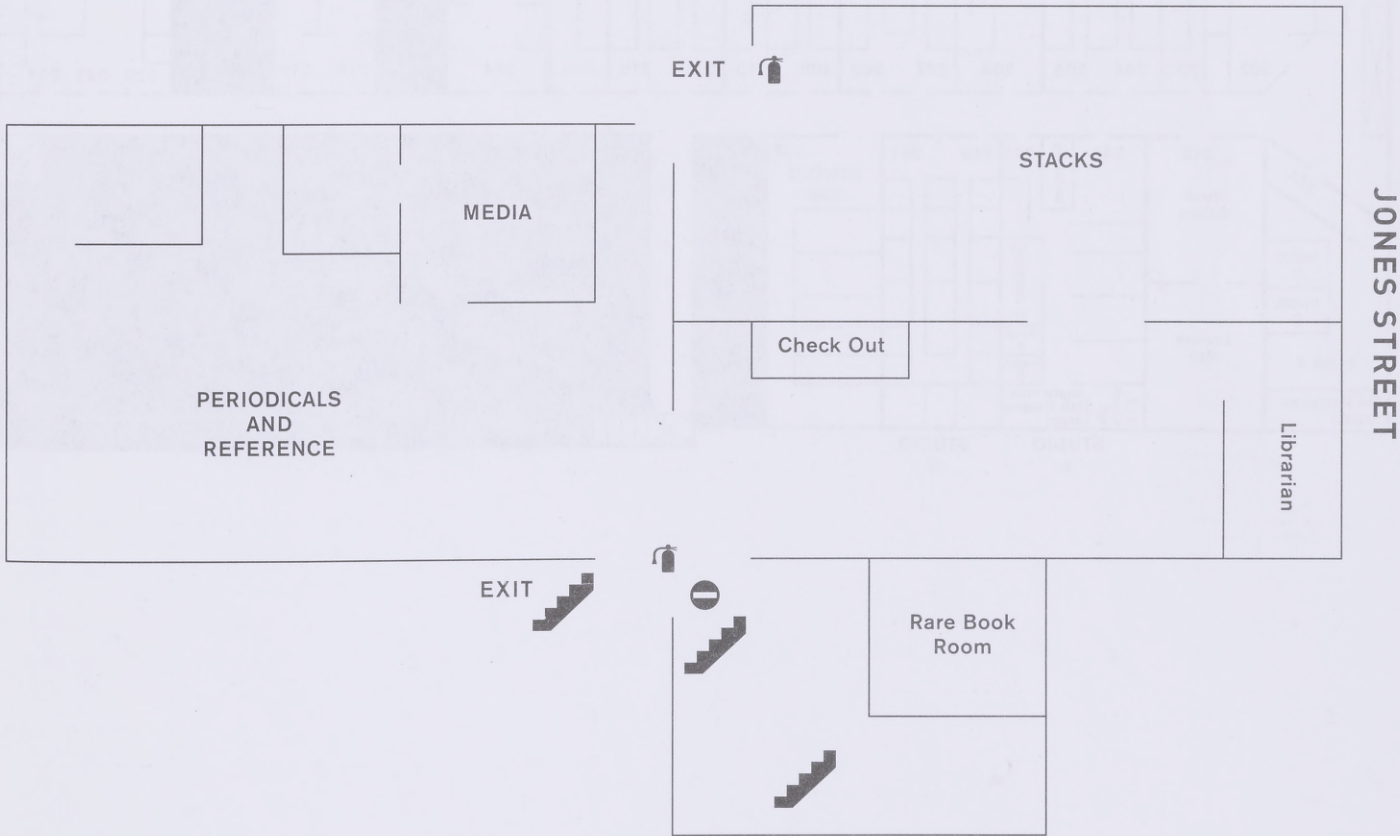 EXIT
STACKS
MEDIA
JONES STREET
Check Out
PERIODICALS
AND
REFERENCE
Librarian
EXIT
Rare Book
Room